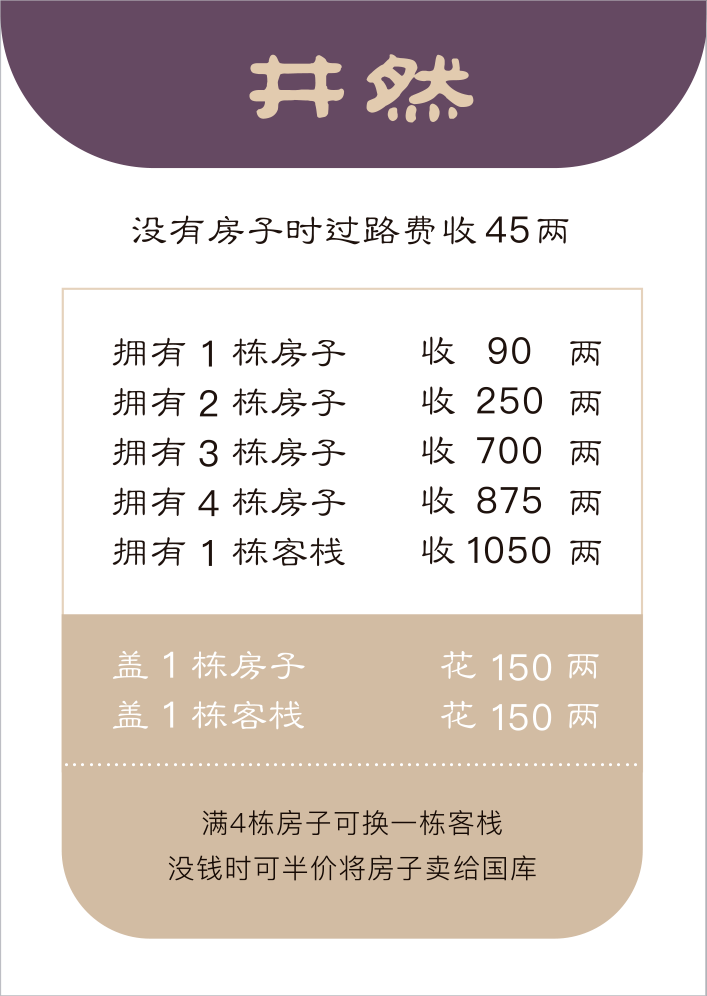 井然
没有房子时过路费收45两
拥有1栋房子 收 90 两
拥有2栋房子 收 250 两
拥有3栋房子 收 700 两
拥有4栋房子 收 875 两
拥有1栋客栈 收1050两
盖1栋房子 花 150 两
盖1栋客栈 花 150 两
满4栋房子可换一栋客栈
没钱时可半价将房子卖给国库